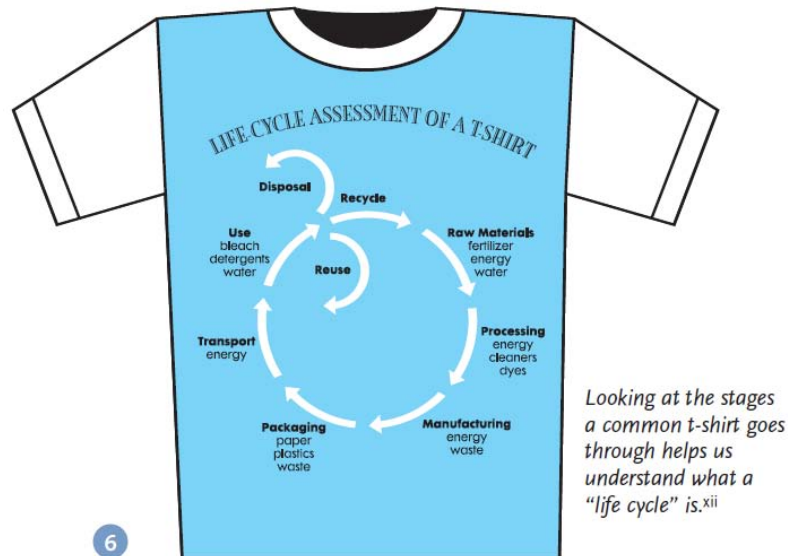 LIFE-CYCLE ASSESSMENT OF A T-SHIRT
Disposal
Recycle
Raw Materials
fertilizer
energy
water
Processing
energy
cleaners
dyes
Manufacturing
energy
waste
Packaging
paper
plastics
waste
Transport
energy
Use
bleach
detergents
water
Reuse
Looking at the stages
a common t-shirt goes
through helps us
understand what a
"life cycle" is.xii
6